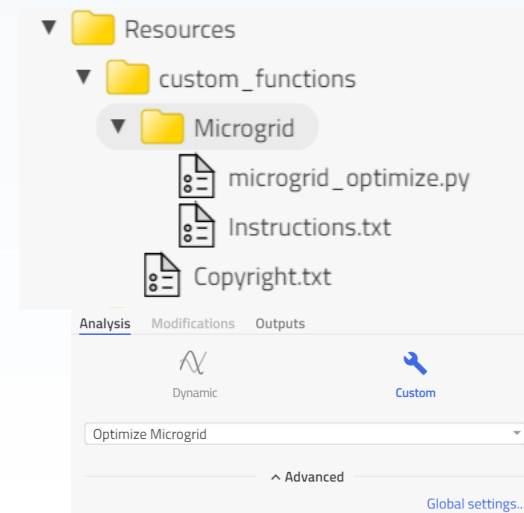 Resources
custom_functions
Microgrid
microgrid_optimize.py
Instructions.txt
Copyright.txt
Analysis Modifications Outputs
Dynamic Custom
Optimize Microgrid
Advanced
Global settings...